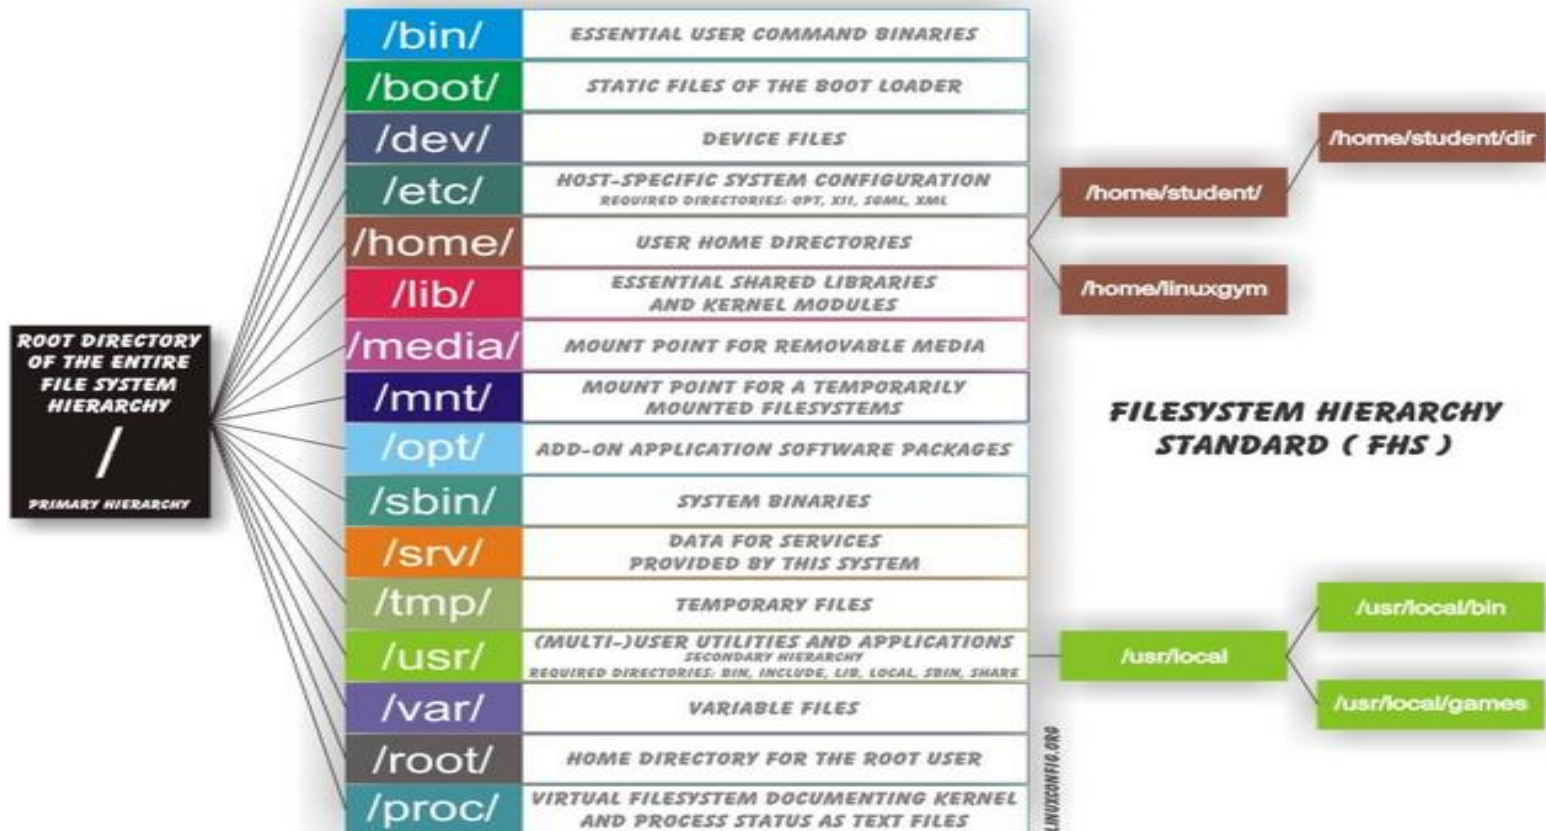 ROOT DIRECTORY
OF THE ENTIRE
FILE SYSTEM
HIERARCHY
/
PRIMARY HIERARCHY
/bin/
ESSENTIAL USER COMMAND BINARIES
/boot/
STATIC FILES OF THE BOOT LOADER
/dev/
DEVICE FILES
/etc/
HOST-SPECIFIC SYSTEM CONFIGURATION
REQUIRED DIRECTORIES: OPT, X11, SGML, XML
/home/
USER HOME DIRECTORIES
/lib/
ESSENTIAL SHARED LIBRARIES
AND KERNEL MODULES
/media/
MOUNT POINT FOR REMOVABLE MEDIA
/mnt/
MOUNT POINT FOR A TEMPORARILY
MOUNTED FILESYSTEMS
/opt/
ADD-ON APPLICATION SOFTWARE PACKAGES
/sbin/
SYSTEM BINARIES
/srv/
DATA FOR SERVICES
PROVIDED BY THIS SYSTEM
/tmp/
TEMPORARY FILES
/usr/
(MULTI-)USER UTILITIES AND APPLICATIONS
SECONDARY HIERARCHY
REQUIRED DIRECTORIES: BIN, INCLUDE, LIB, LOCAL, SBIN, SHARE
/var/
VARIABLE FILES
/root/
HOME DIRECTORY FOR THE ROOT USER
/proc/
VIRTUAL FILESYSTEM DOCUMENTING KERNEL
AND PROCESS STATUS AS TEXT FILES
/home/student/
/home/student/dir
/home/linuxgym
FILESYSTEM HIERARCHY
STANDARD ( FHS )
/usr/local
/usr/local/bin
/usr/local/games
LINUXCONFIG.ORG